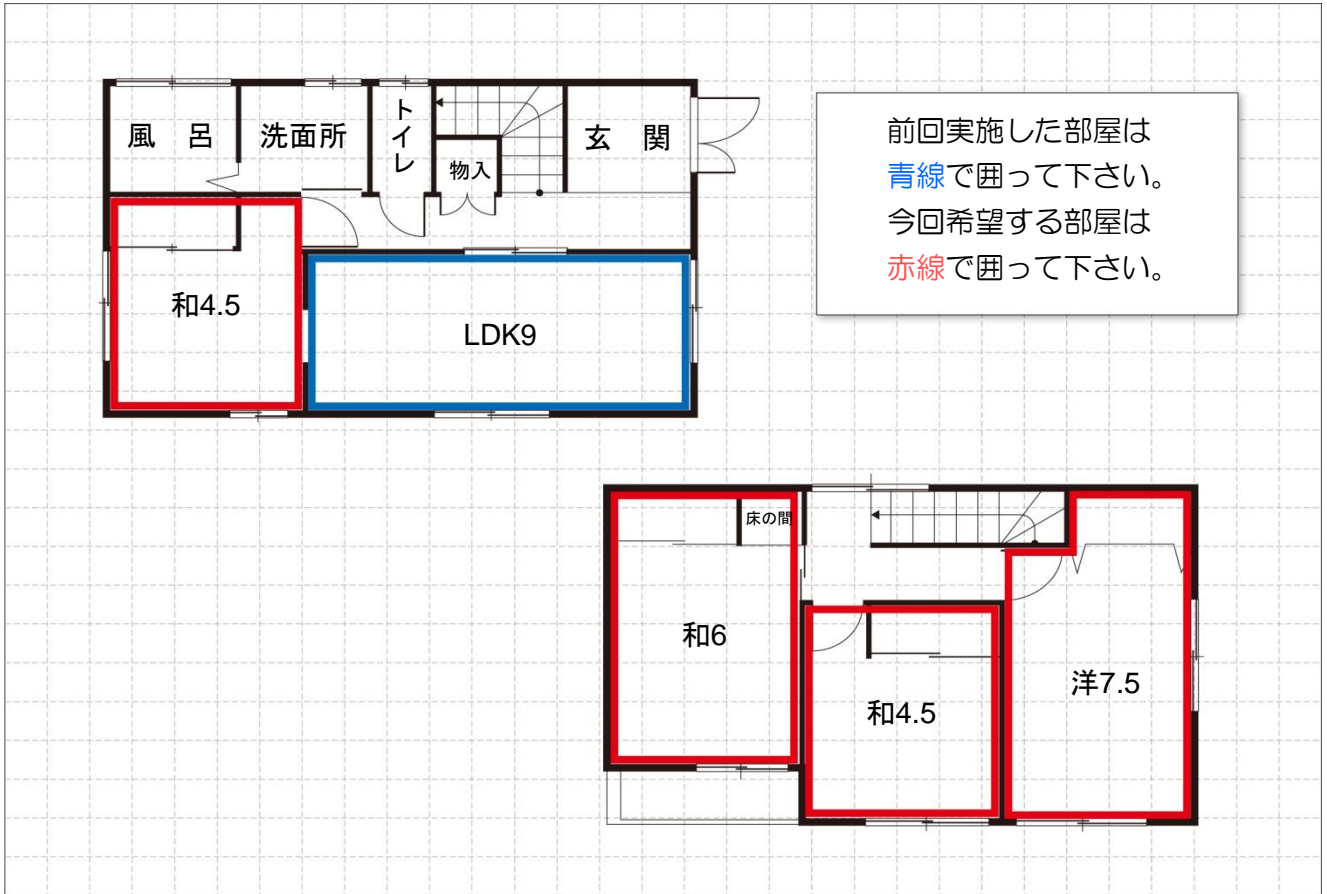 風 呂
洗面所
トイレ
物入
玄 関
和4.5
LDK9
前回実施した部屋は
青線で囲って下さい。
今回希望する部屋は
赤線で囲って下さい。
床の間
和6
和4.5
洋7.5